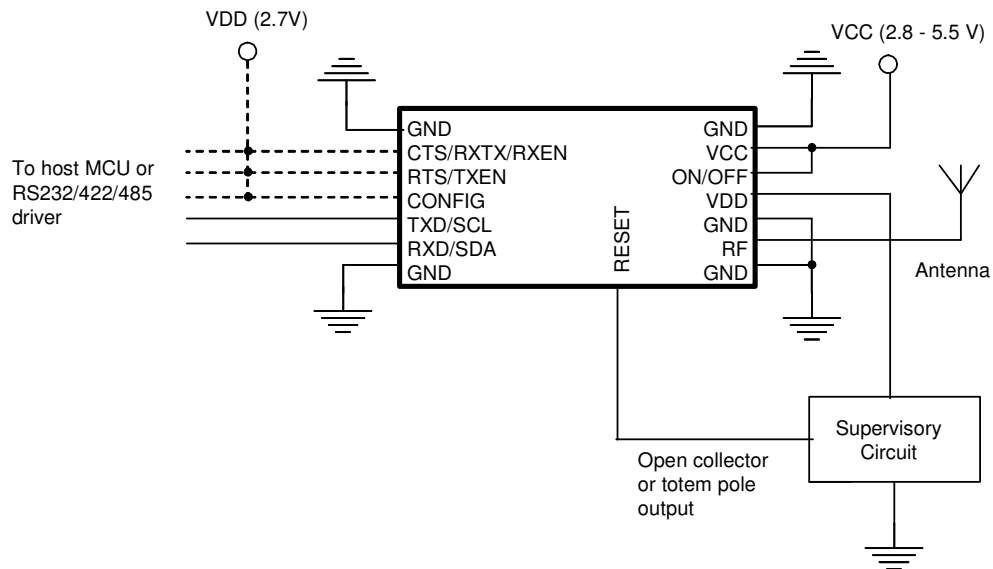 VDD (2.7V)
VCC (2.8 - 5.5 V)
To host MCU or
RS232/422/485
driver
GND
CTS/RXTX/RXEN
RTS/TXEN
CONFIG
TXD/SCL
RXD/SDA
GND
RESET
GND
VCC
ON/OFF
VDD
GND
RF
GND
Antenna
Supervisory
Circuit
Open collector
or totem pole
output